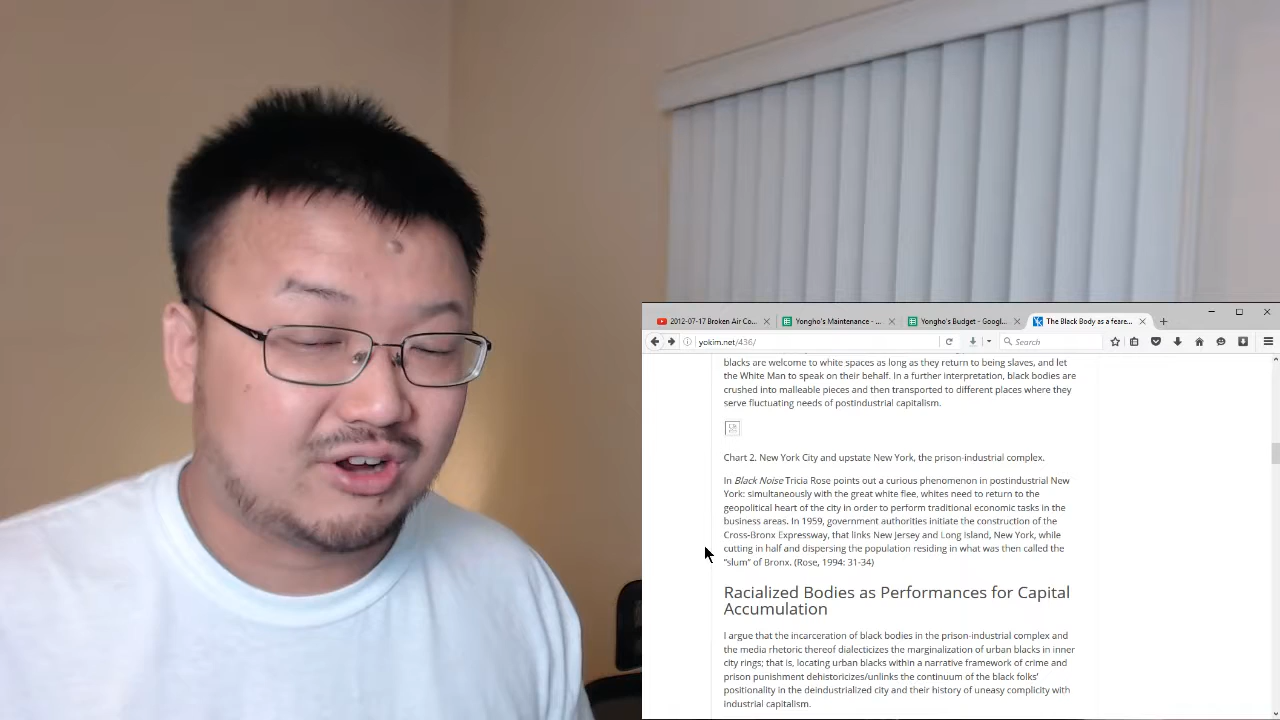 2012-07-17 Broken Air Co...
Yongho's Maintenance - ...
Yongho's Budget - Googl...
The Black Body as a feare...
yokim.net/436/
Search
blacks are welcome to white spaces as long as they return to being slaves, and let
the White Man to speak on their behalf. In a further interpretation, black bodies are
crushed into malleable pieces and then transported to different places where they
serve fluctuating needs of postindustrial capitalism.
Chart 2. New York City and upstate New York, the prison-industrial complex.
In Black Noise Tricia Rose points out a curious phenomenon in postindustrial New
York: simultaneously with the great white flee, whites need to return to the
geopolitical heart of the city in order to perform traditional economic tasks in the
business areas. In 1959, government authorities initiate the construction of the
Cross-Bronx Expressway, that links New Jersey and Long Island, New York, while
cutting in half and dispersing the population residing in what was then called the
“slum” of Bronx. (Rose, 1994: 31-34)
Racialized Bodies as Performances for Capital
Accumulation
I argue that the incarceration of black bodies in the prison-industrial complex and
the media rhetoric thereof dialecticizes the marginalization of urban blacks in inner
city rings; that is, locating urban blacks within a narrative framework of crime and
prison punishment dehistoricizes/unlinks the continuum of the black folks’
positionality in the deindustrialized city and their history of uneasy complicity with
industrial capitalism.